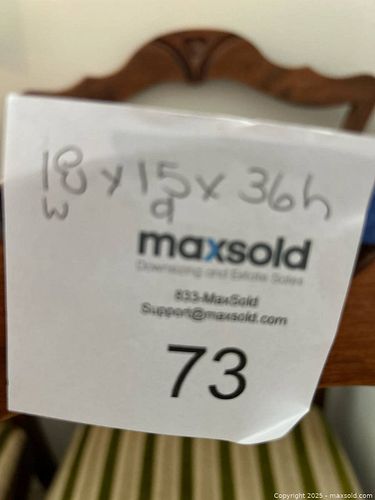 18 x 15 x 36h
w d
maxsold
Downsizing and Estate Sales
833-MaxSold
Support@maxsold.com
73
Copyright 2025 - maxsold.com